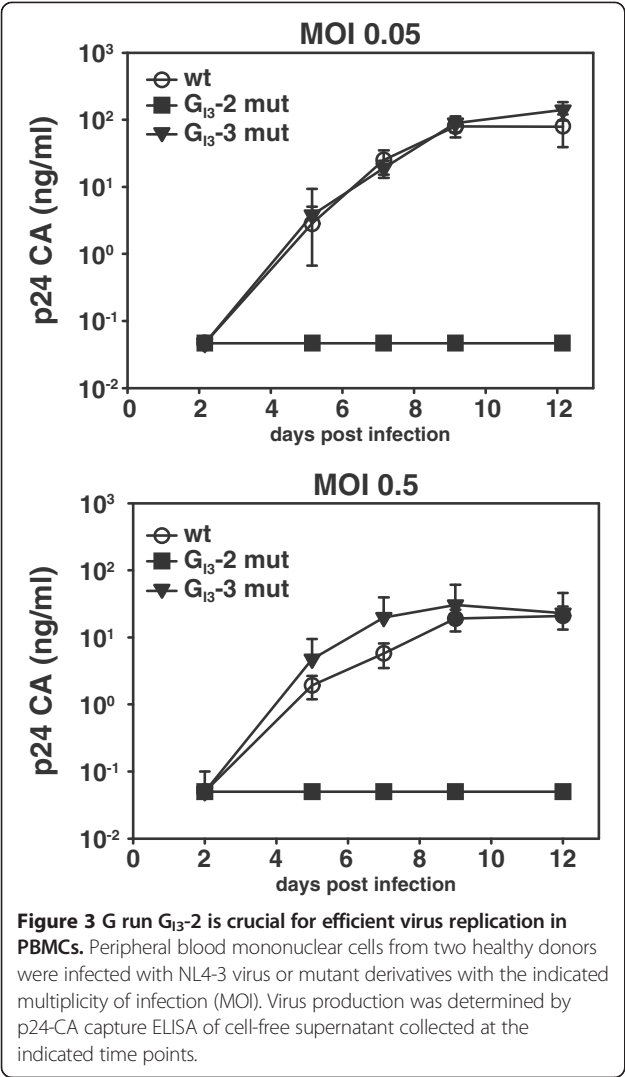 MOI 0.05
p24 CA (ng/ml)
10³
10²
10¹
10⁰
10⁻¹
10⁻²
wt
G_I3-2 mut
G_I3-3 mut
0 2 4 6 8 10 12
days post infection
MOI 0.5
p24 CA (ng/ml)
10³
10²
10¹
10⁰
10⁻¹
10⁻²
wt
G_I3-2 mut
G_I3-3 mut
0 2 4 6 8 10 12
days post infection
Figure 3 G run G_I3-2 is crucial for efficient virus replication in
PBMCs. Peripheral blood mononuclear cells from two healthy donors
were infected with NL4-3 virus or mutant derivatives with the indicated
multiplicity of infection (MOI). Virus production was determined by
p24-CA capture ELISA of cell-free supernatant collected at the
indicated time points.